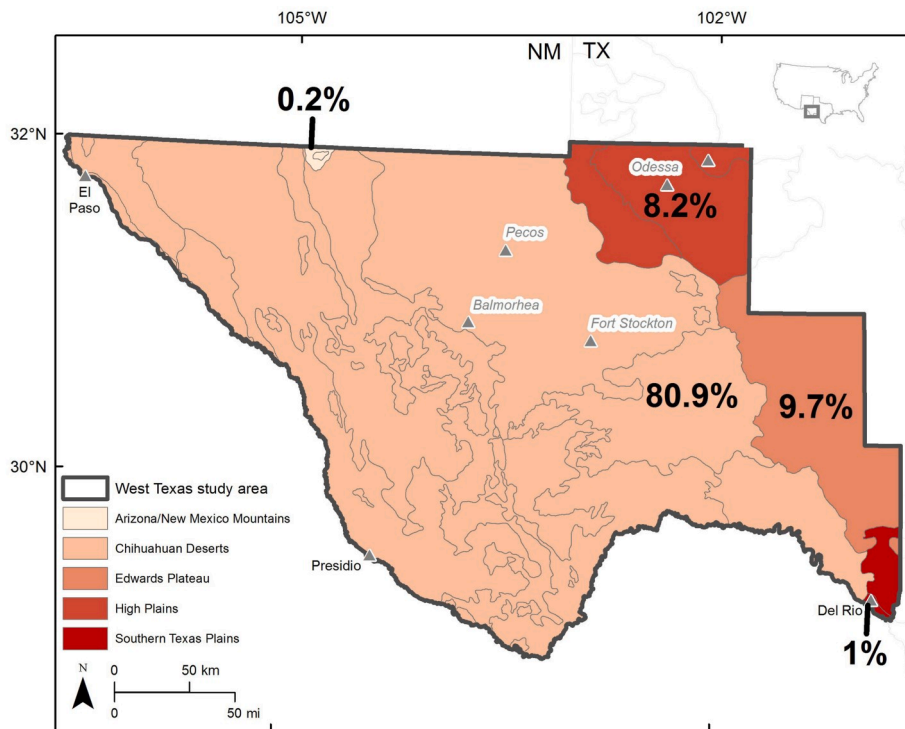 105°W
102°W
NM
TX
0.2%
32°N
El
Paso
Odessa
8.2%
Pecos
Balmorhea
Fort Stockton
80.9%
9.7%
30°N
West Texas study area
Arizona/New Mexico Mountains
Chihuahuan Deserts
Edwards Plateau
High Plains
Southern Texas Plains
Presidio
Del Rio
1%
N
0 50 km
0 50 mi